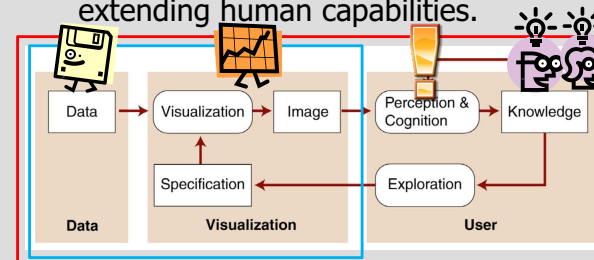 extending human capabilities.
Data
Visualization
Image
Perception &
Cognition
Knowledge
Specification
Exploration
Data
Visualization
User